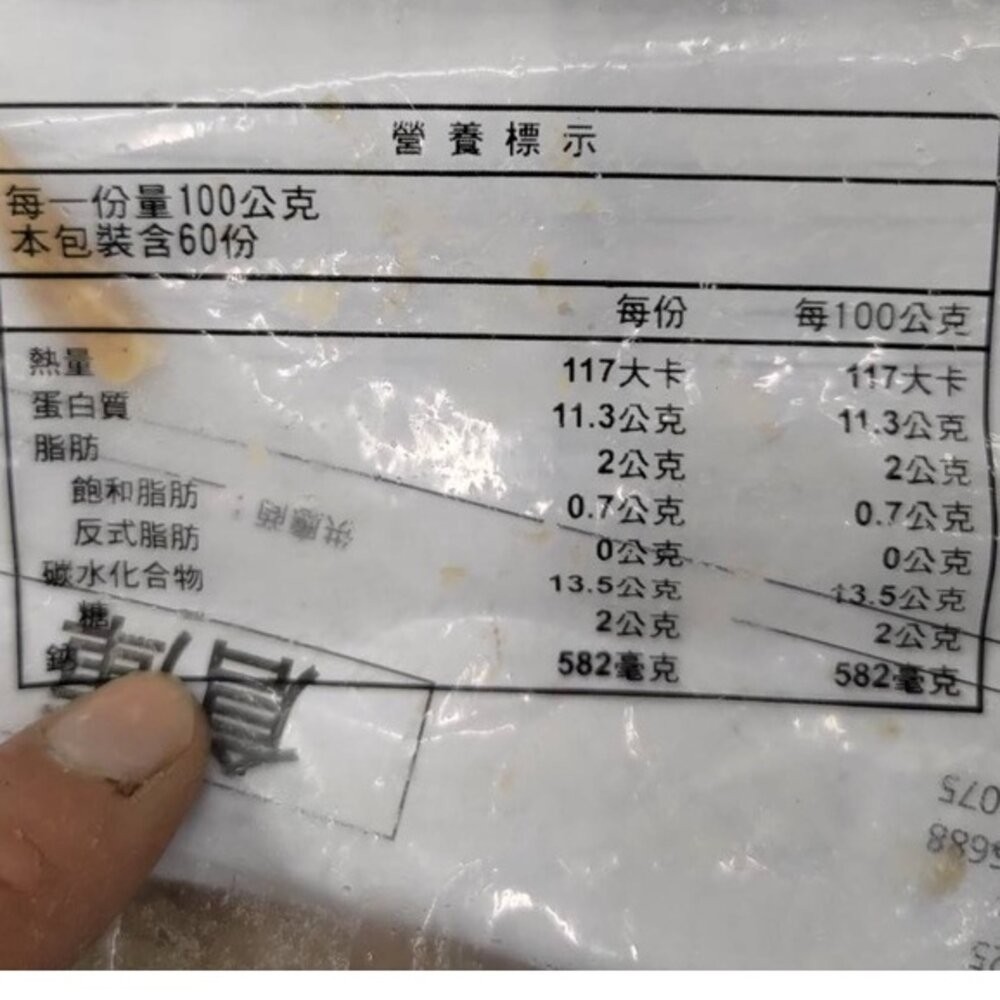 營養標示
每一份量100公克
本包裝含60份
每份 每100公克
熱量 117大卡 117大卡
蛋白質 11.3公克 11.3公克
脂肪 2公克 2公克
飽和脂肪 0.7公克 0.7公克
反式脂肪 0公克 0公克
碳水化合物 13.5公克 13.5公克
糖 2公克 2公克
582毫克 582毫克
供應商：
075
688